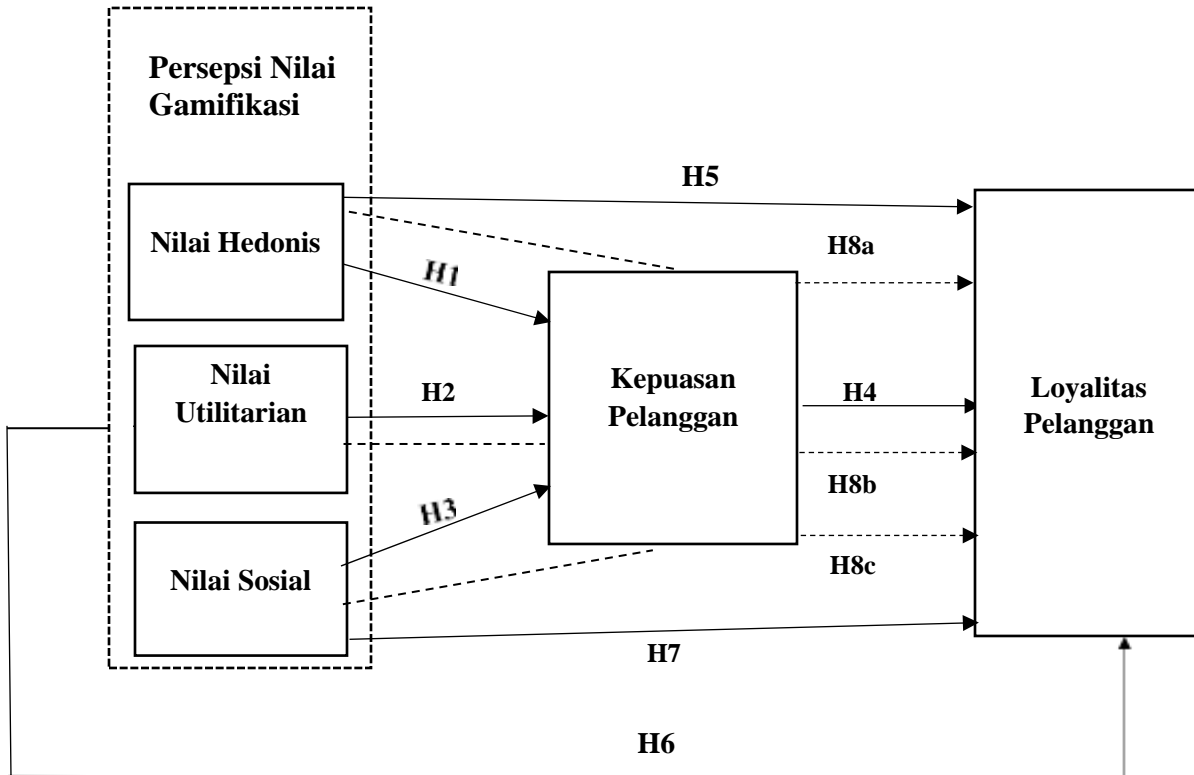 Persepsi Nilai
Gamifikasi
H5
Nilai Hedonis
H8a
H1
Nilai
Utilitarian
H2
Kepuasan
Pelanggan
H4
Loyalitas
Pelanggan
H8b
H3
Nilai Sosial
H8c
H7
H6